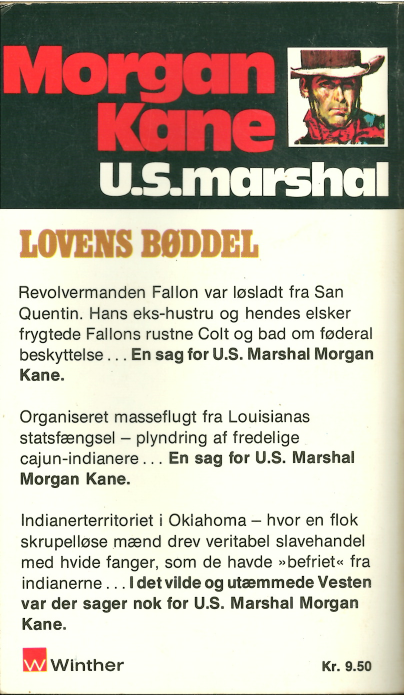 Morgan
Kane
U.S.marshal
LOVENS BØDDEL
Revolvermanden Fallon var løsladt fra San
Quentin. Hans eks-hustru og hendes elsker
frygtede Fallons rustne Colt og bad om føderal
beskyttelse . . . En sag for U.S. Marshal Morgan
Kane.
Organiseret masseflugt fra Louisianas
statsfængsel – plyndring af fredelige
cajun-indianere . . . En sag for U.S. Marshal
Morgan Kane.
Indianerterritoriet i Oklahoma – hvor en flok
skrupelløse mænd drev veritabel slavehandel
med hvide fanger, som de havde »befriet« fra
indianerne . . . I det vilde og utæmmede Vesten
var der sager nok for U.S. Marshal Morgan
Kane.
W Winther Kr. 9.50